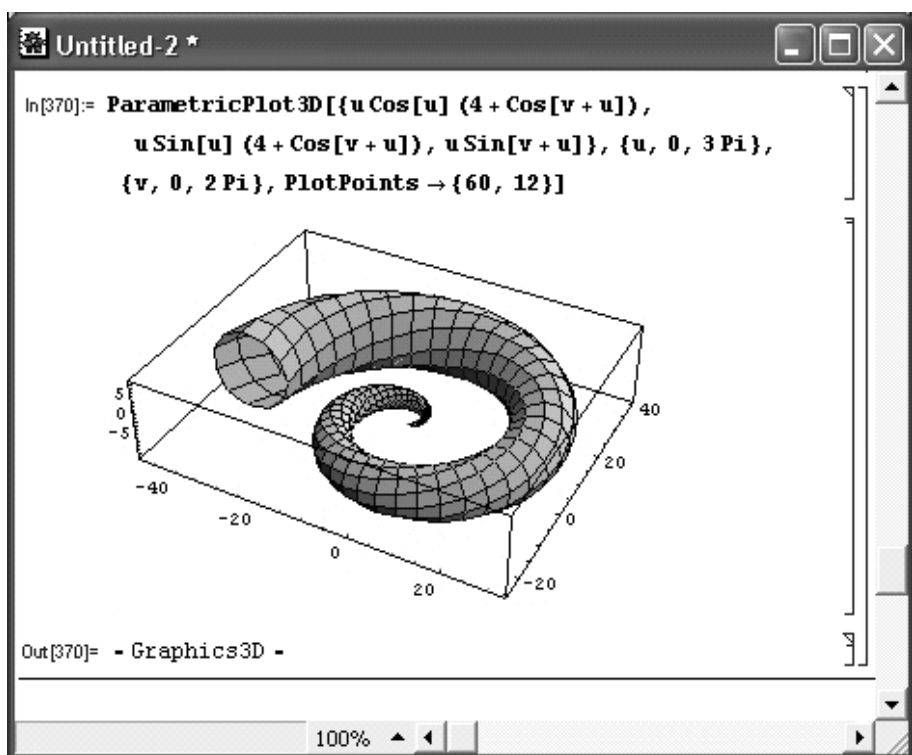 Untitled-2 *
In[370]:= ParametricPlot3D[{u Cos[u] (4 + Cos[v + u]),
u Sin[u] (4 + Cos[v + u]), u Sin[v + u]}, {u, 0, 3 Pi},
{v, 0, 2 Pi}, PlotPoints → {60, 12}]
5
0
-5
-40
-20
0
20
-20
0
20
40
Out[370]= - Graphics3D -
100%